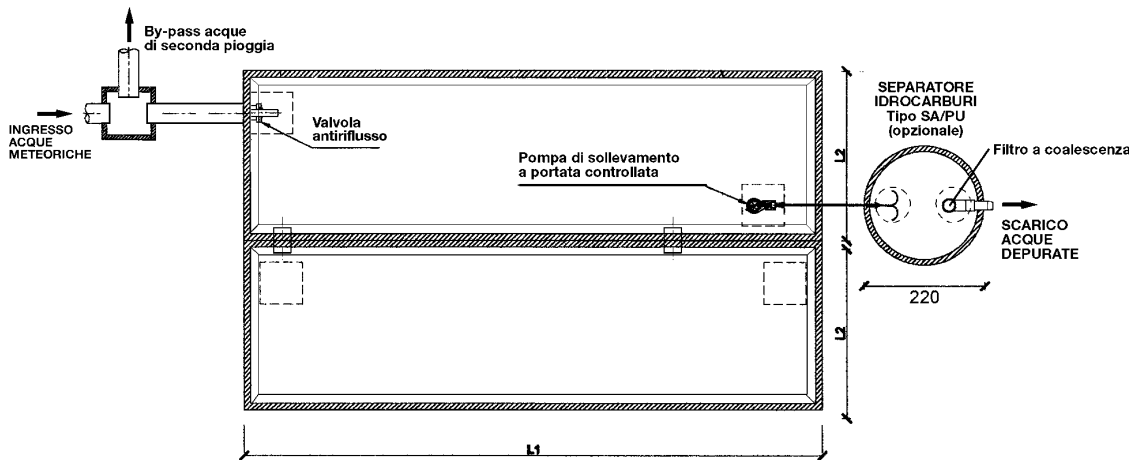 By-pass acque
di seconda pioggia
INGRESSO
ACQUE
METEORICHE
Valvola
antiriflusso
Pompa di sollevamento
a portata controllata
SEPARATORE
IDROCARBURI
Tipo SA/PU
(opzionale)
Filtro a coalescenza
SCARICO
ACQUE
DEPURATE
220
L2
L2
L1